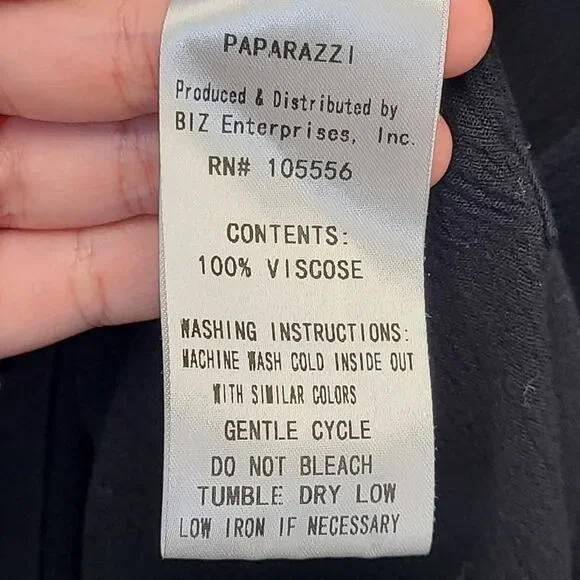 PAPARAZZI
Produced & Distributed by
BIZ Enterprises, Inc.
RN# 105556
CONTENTS:
100% VISCOSE
WASHING INSTRUCTIONS:
MACHINE WASH COLD INSIDE OUT
WITH SIMILAR COLORS
GENTLE CYCLE
DO NOT BLEACH
TUMBLE DRY LOW
LOW IRON IF NECESSARY